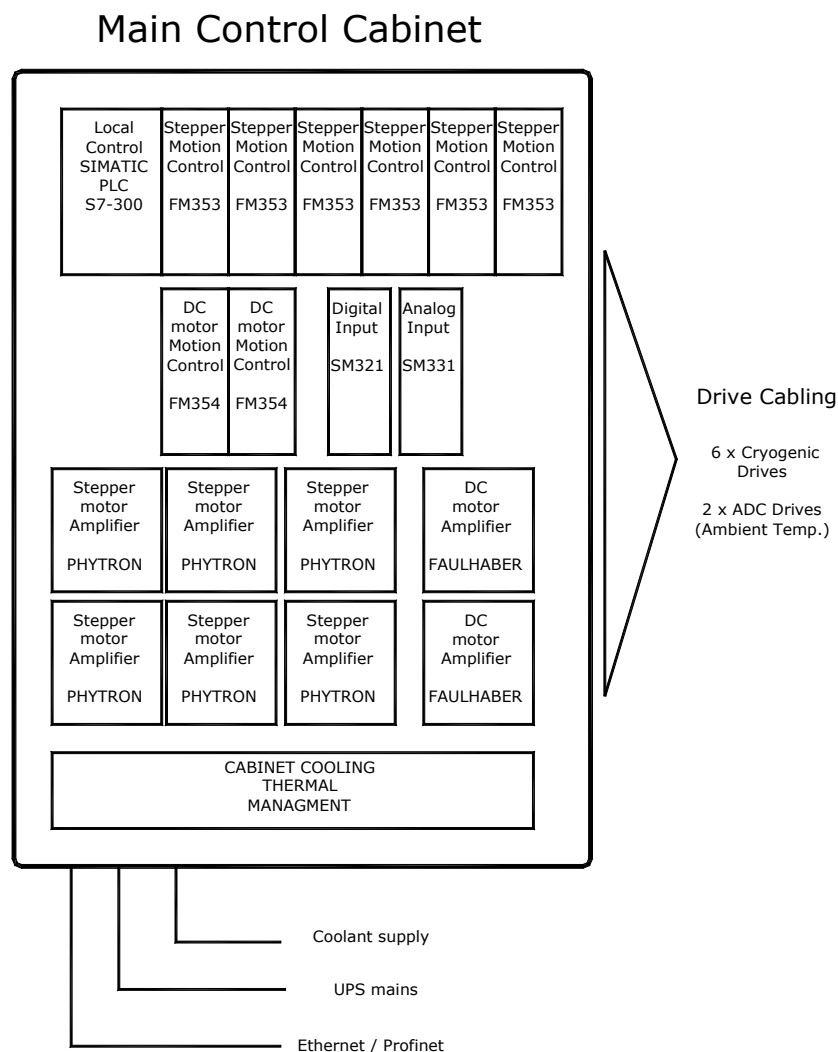 Main Control Cabinet
Local
Control
SIMATIC
PLC
S7-300
Stepper
Motion
Control
FM353
Stepper
Motion
Control
FM353
Stepper
Motion
Control
FM353
Stepper
Motion
Control
FM353
Stepper
Motion
Control
FM353
Stepper
Motion
Control
FM353
DC
motor
Motion
Control
FM354
DC
motor
Motion
Control
FM354
Digital
Input
SM321
Analog
Input
SM331
Stepper
motor
Amplifier
PHYTRON
Stepper
motor
Amplifier
PHYTRON
Stepper
motor
Amplifier
PHYTRON
DC
motor
Amplifier
FAULHABER
Stepper
motor
Amplifier
PHYTRON
Stepper
motor
Amplifier
PHYTRON
Stepper
motor
Amplifier
PHYTRON
DC
motor
Amplifier
FAULHABER
CABINET COOLING
THERMAL
MANAGMENT
Drive Cabling
6 x Cryogenic
Drives
2 x ADC Drives
(Ambient Temp.)
Coolant supply
UPS mains
Ethernet / Profinet